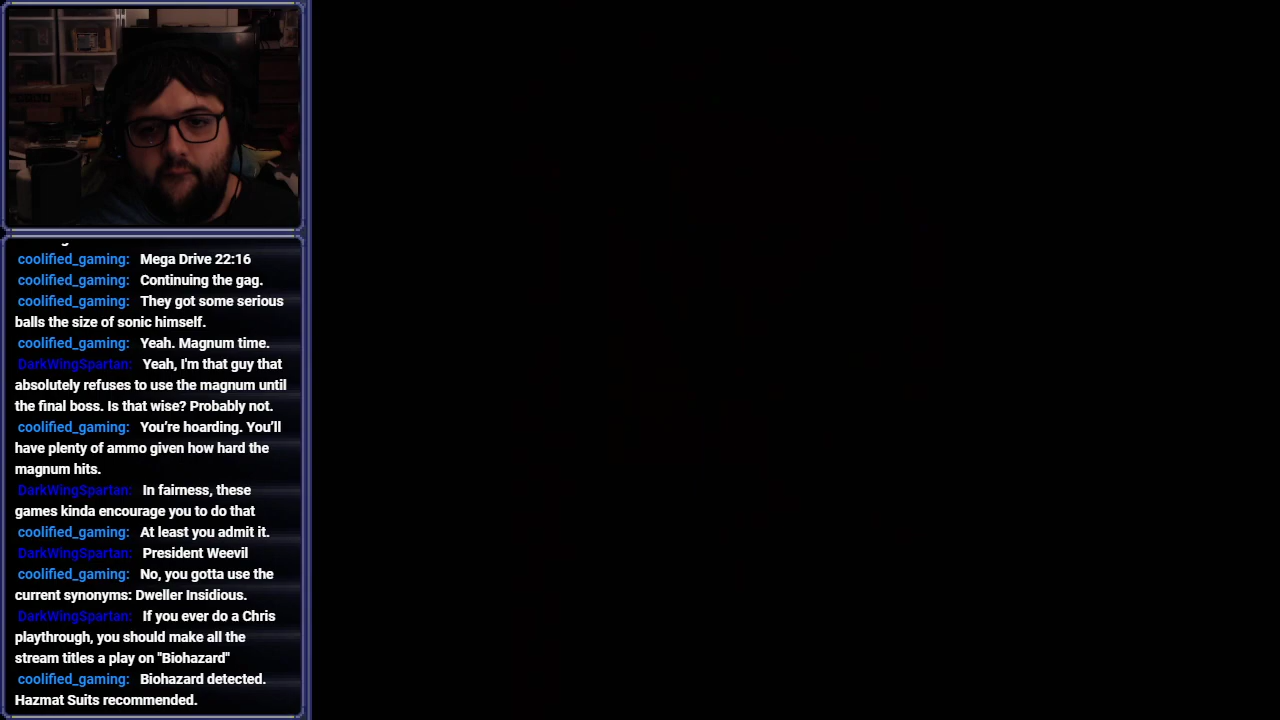 coolified_gaming: Mega Drive 22:16
coolified_gaming: Continuing the gag.
coolified_gaming: They got some serious
balls the size of sonic himself.
coolified_gaming: Yeah. Magnum time.
DarkWingSpartan: Yeah, I'm that guy that
absolutely refuses to use the magnum until
the final boss. Is that wise? Probably not.
coolified_gaming: You’re hoarding. You’ll
have plenty of ammo given how hard the
magnum hits.
DarkWingSpartan: In fairness, these
games kinda encourage you to do that
coolified_gaming: At least you admit it.
DarkWingSpartan: President Weevil
coolified_gaming: No, you gotta use the
current synonyms: Dweller Insidious.
DarkWingSpartan: If you ever do a Chris
playthrough, you should make all the
stream titles a play on "Biohazard"
coolified_gaming: Biohazard detected.
Hazmat Suits recommended.